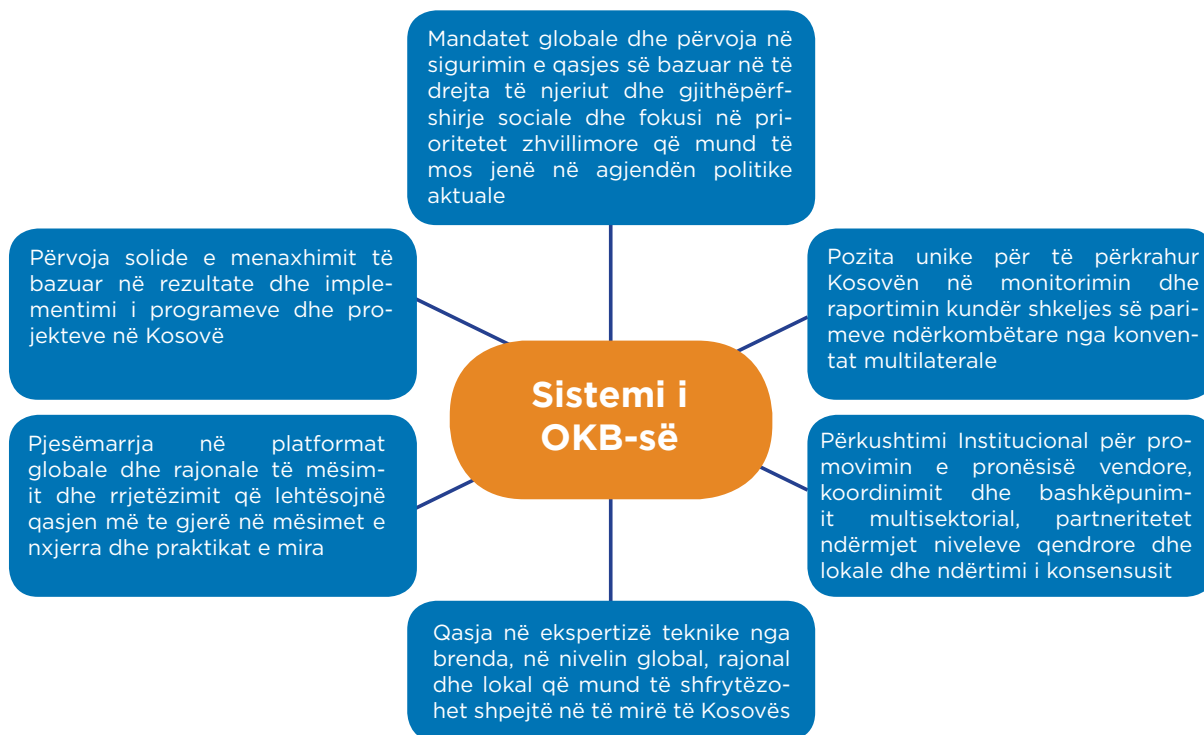 Mandatet globale dhe përvoja në
sigurimin e qasjes së bazuar në të
drejta të njeriut dhe gjithëpërf-
shirje sociale dhe fokusi në pri-
oritetet zhvillimore që mund të
mos jenë në agjendën politike
aktuale
Përvoja solide e menaxhimit të
bazuar në rezultate dhe imple-
mentimi i programeve dhe pro-
jekteve në Kosovë
Pozita unike për të përkrahur
Kosovën në monitorimin dhe
raportimin kundër shkeljes së pari-
meve ndërkombëtare nga konven-
tat multilaterale
Sistemi i
OKB-së
Pjesëmarrja në platformat
globale dhe rajonale të mësim-
it dhe rrjetëzimit që lehtësojnë
qasjen më te gjerë në mësimet e
nxjerra dhe praktikat e mira
Përkushtimi Institucional për pro-
movimin e pronësisë vendore,
koordinimit dhe bashkëpunim-
it multisektorial, partneritetet
ndërmjet niveleve qendrore dhe
lokale dhe ndërtimi i konsensusit
Qasja në ekspertizë teknike nga
brenda, në nivelin global, rajonal
dhe lokal që mund të shfrytëzo-
het shpejtë në të mirë të Kosovës